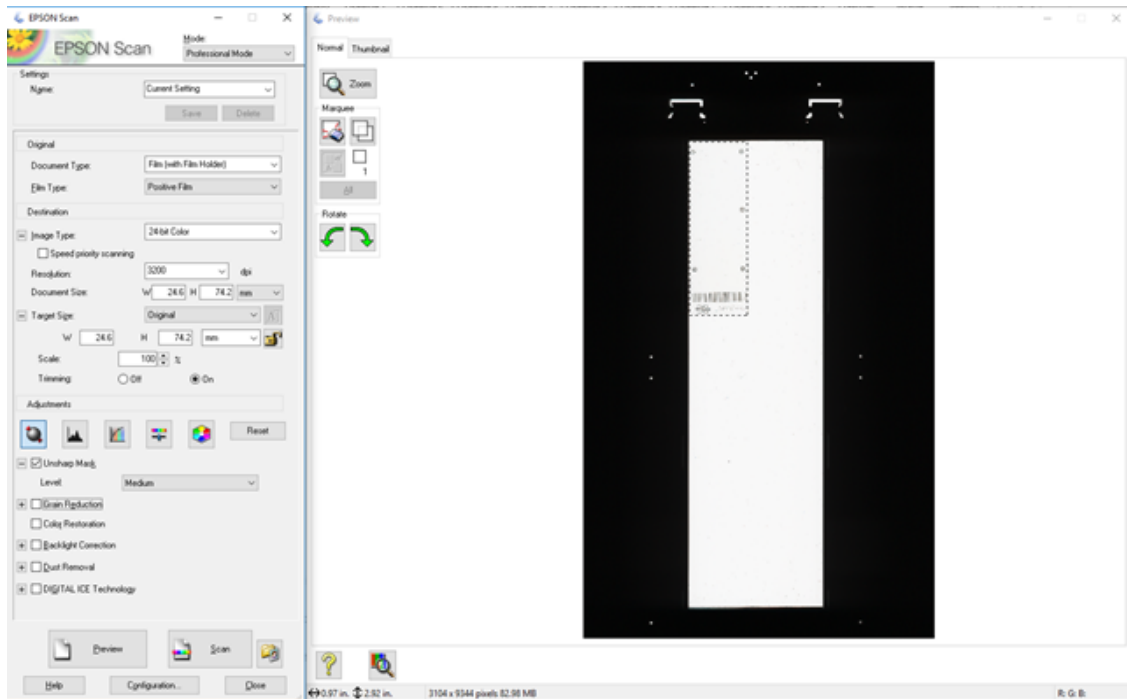 EPSON Scan
EPSON Scan
Mode:
Professional Mode
Settings
Name:
Current Setting
Save
Delete
Original
Document Type:
Film (with Film Holder)
Film Type:
Positive Film
Destination
Image Type:
24-bit Color
Speed priority scanning
Resolution:
3200
dpi
Document Size:
W 24.6 H 74.2 mm
Target Size:
Original
W 24.6 H 74.2 mm
Scale:
100 %
Trimming:
Off
On
Adjustments
Reset
Unsharp Mask
Level:
Medium
Grain Reduction
Color Restoration
Backlight Correction
Dust Removal
DIGITAL ICE Technology
Preview
Scan
Help
Configuration...
Close
Preview
Normal
Thumbnail
Zoom
Marquee
1
All
Rotate
0.97 in. 2.92 in.
3104 x 9344 pixels 82.98 MB
R: G: B: